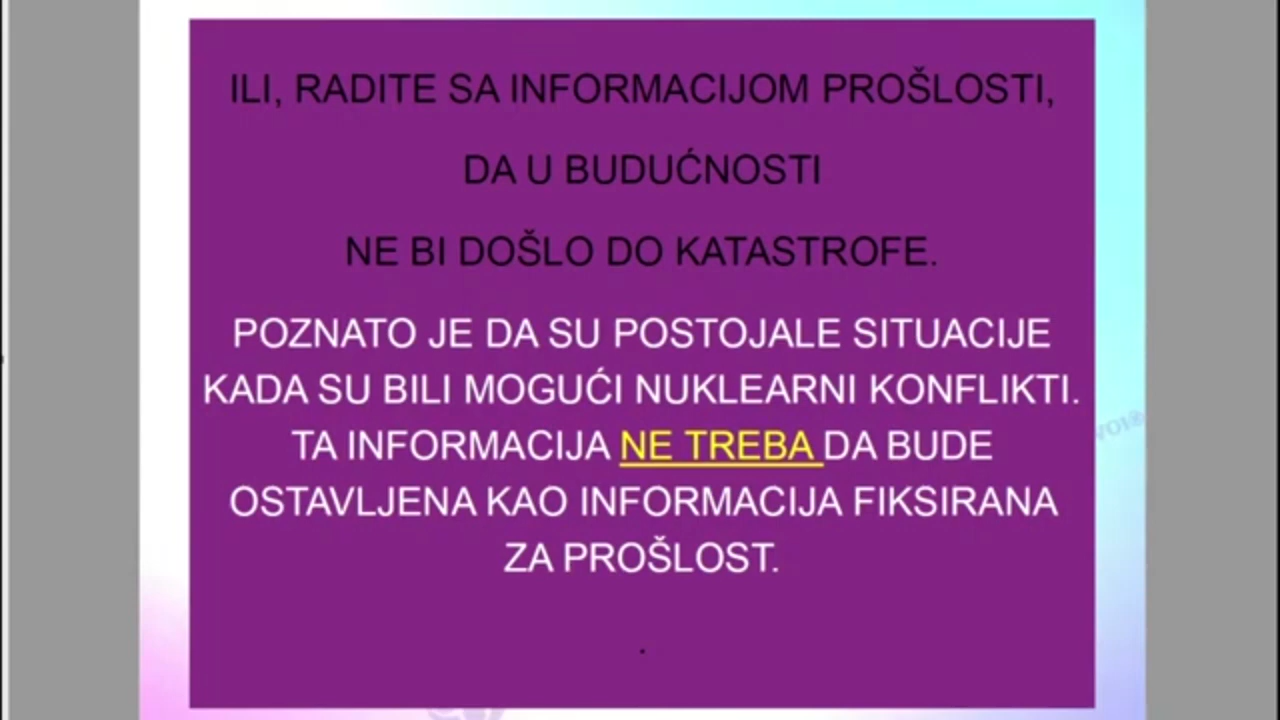 ILI, RADITE SA INFORMACIJOM PROŠLOSTI,
DA U BUDUĆNOSTI
NE BI DOŠLO DO KATASTROFE.
POZNATO JE DA SU POSTOJALE SITUACIJE
KADA SU BILI MOGUĆI NUKLEARNI KONFLIKTI.
TA INFORMACIJA NE TREBA DA BUDE
OSTAVLJENA KAO INFORMACIJA FIKSIRANA
ZA PROŠLOST.
.